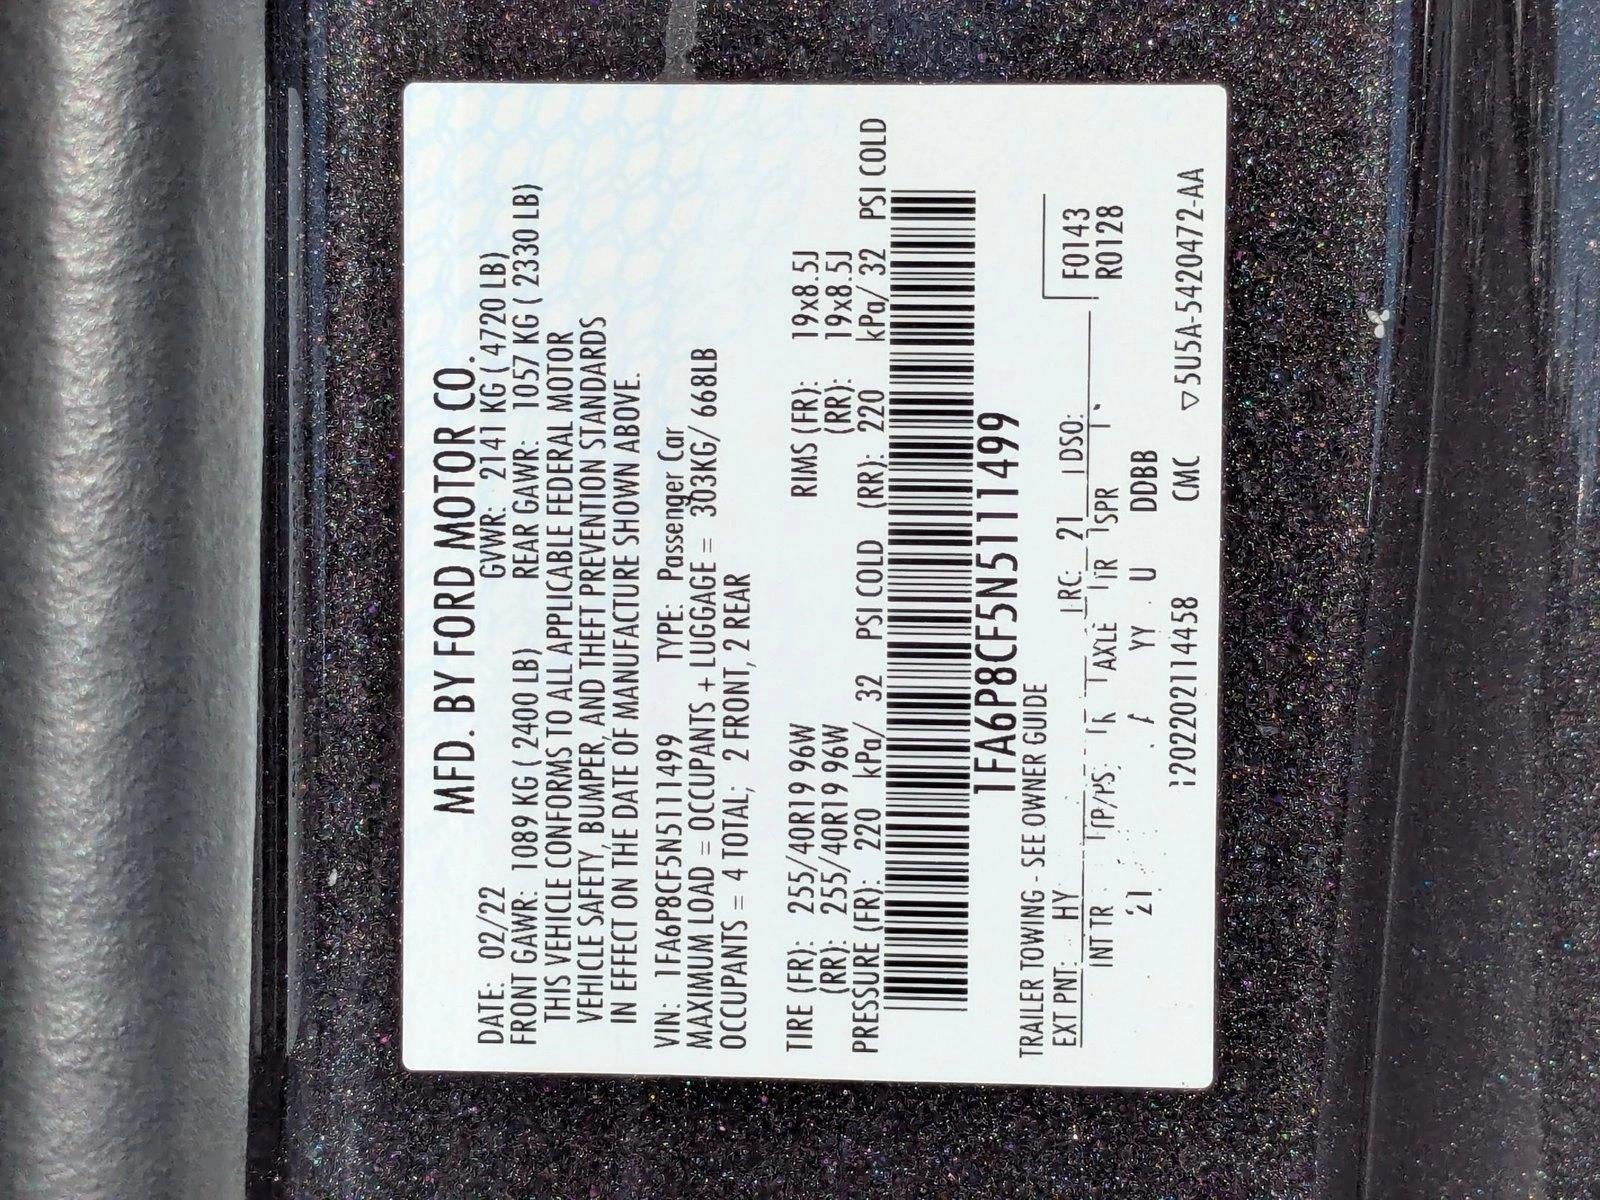 MFD. BY FORD MOTOR CO.
DATE: 02/22 GVWR: 2141 KG ( 4720 LB)
FRONT GAWR: 1089 KG ( 2400 LB) REAR GAWR: 1057 KG ( 2330 LB)
THIS VEHICLE CONFORMS TO ALL APPLICABLE FEDERAL MOTOR
VEHICLE SAFETY, BUMPER, AND THEFT PREVENTION STANDARDS
IN EFFECT ON THE DATE OF MANUFACTURE SHOWN ABOVE.
VIN: 1FA6P8CF5N5111499 TYPE: Passenger Car
MAXIMUM LOAD = OCCUPANTS + LUGGAGE = 303KG/ 668LB
OCCUPANTS = 4 TOTAL; 2 FRONT, 2 REAR
TIRE (FR): 255/40R19 96W RIMS (FR): 19x8.5J
(RR): 255/40R19 96W (RR): 19x8.5J
PRESSURE (FR): 220 kPa/ 32 PSI COLD (RR): 220 kPa/ 32 PSI COLD
1FA6P8CF5N5111499
TRAILER TOWING - SEE OWNER GUIDE
EXT PNT: HY RC: 21 DSO: F0143
INT TR TP/PS R AXLE TR SPR R0128
21 YY U DDBB
1202202114458 CMC ▽5U5A-5420472-AA